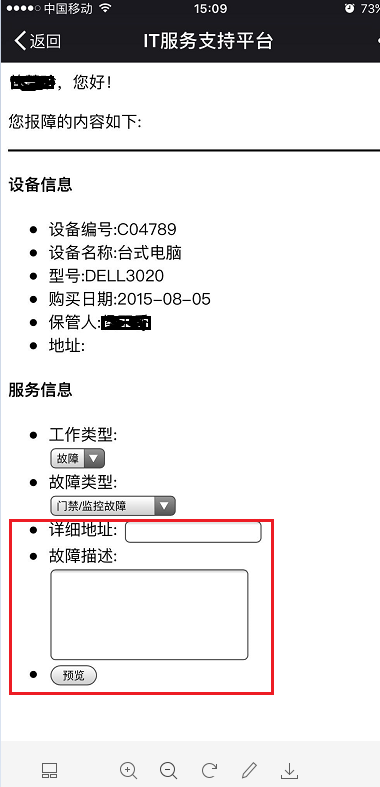 中国移动 15:09 73%
返回 IT服务支持平台
，您好！
您报障的内容如下:
设备信息
设备编号:C04789
设备名称:台式电脑
型号:DELL3020
购买日期:2015-08-05
保管人:
地址:
服务信息
工作类型:
故障
故障类型:
门禁/监控故障
详细地址:
故障描述:
预览